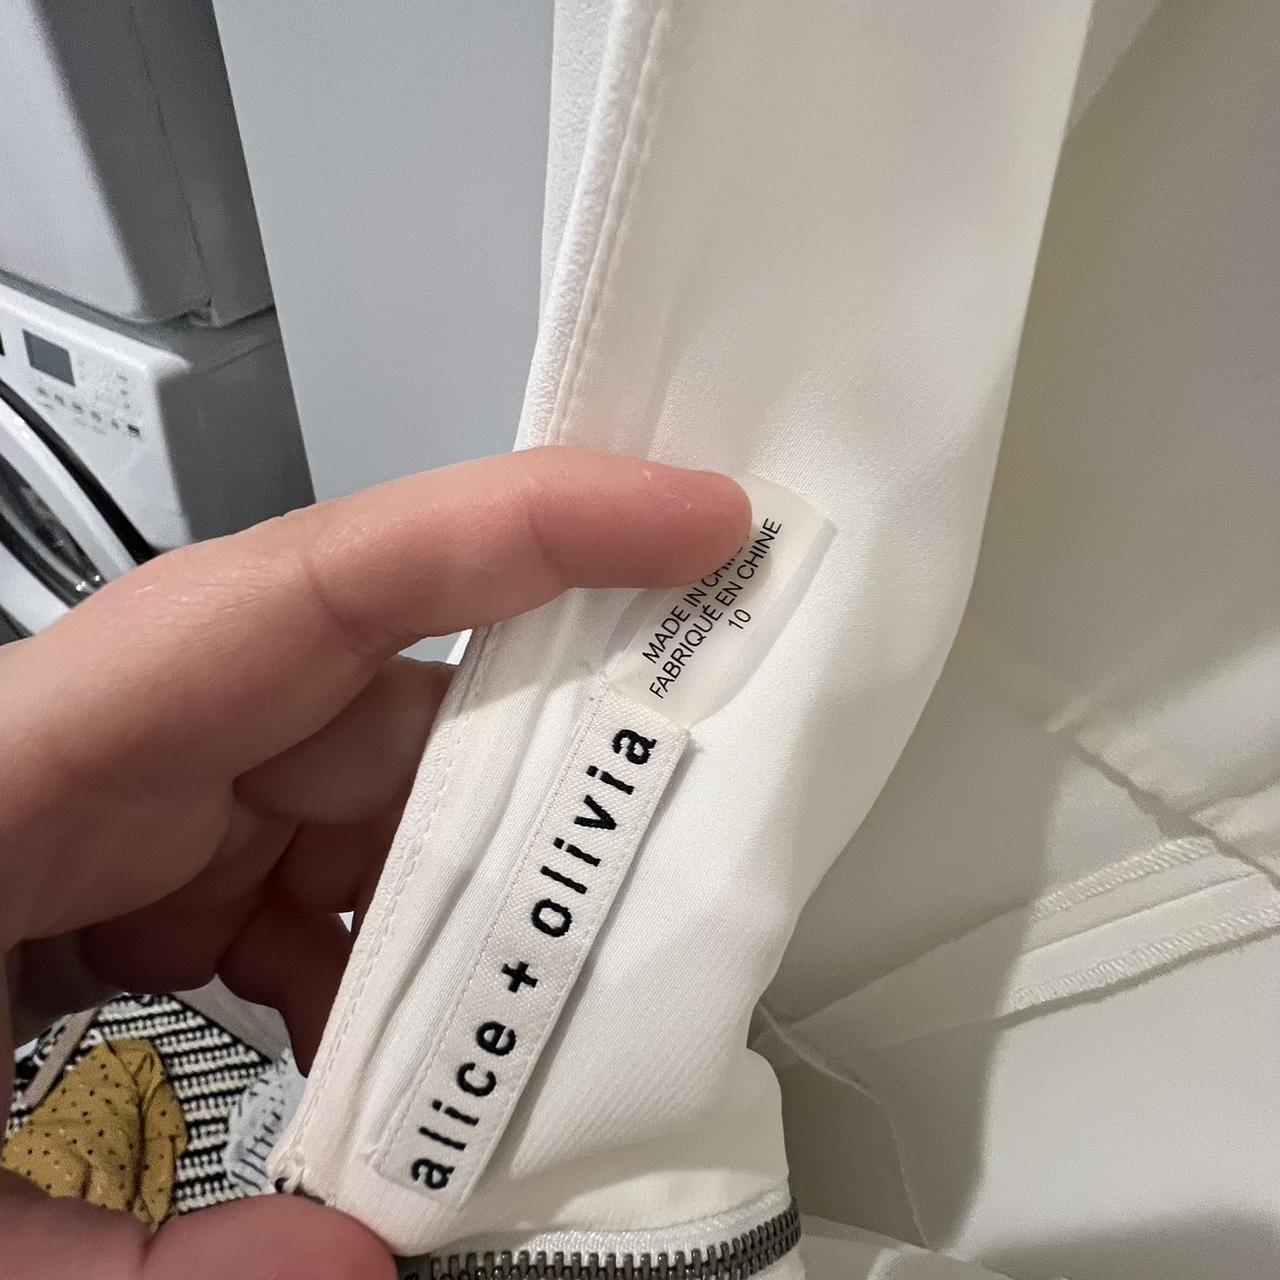 MADE IN
FABRIQUÉ EN CHINE
10
alice + olivia